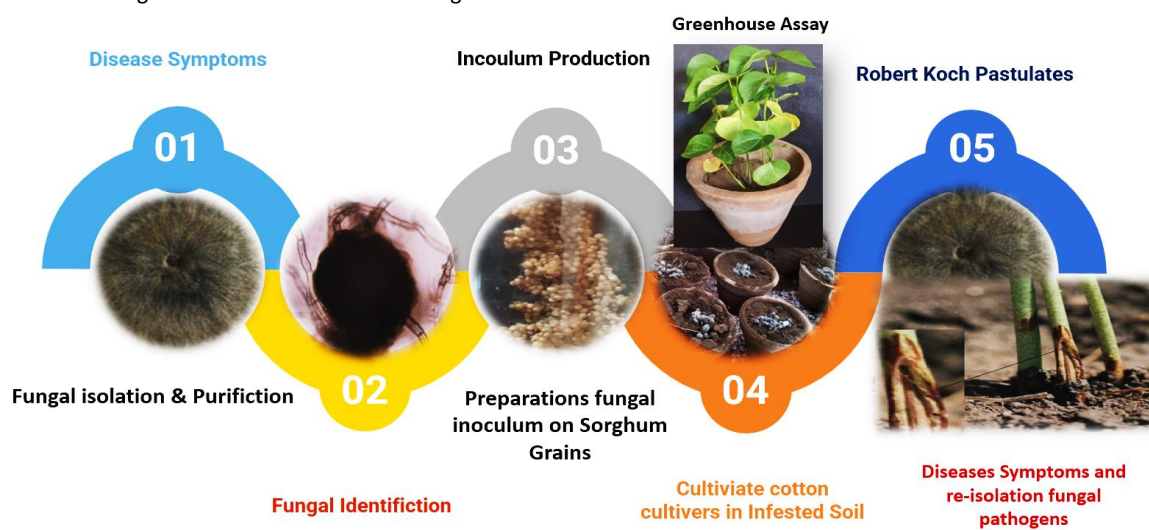 Greenhouse Assay
Disease Symptoms
Incoulum Production
Robert Koch Pastulates
01
03
05
02
04
Fungal isolation & Purifiction
Preparations fungal
inoculum on Sorghum
Grains
Fungal Identifiction
Cultiviate cotton
cultivers in Infested Soil
Diseases Symptoms and
re-isolation fungal
pathogens